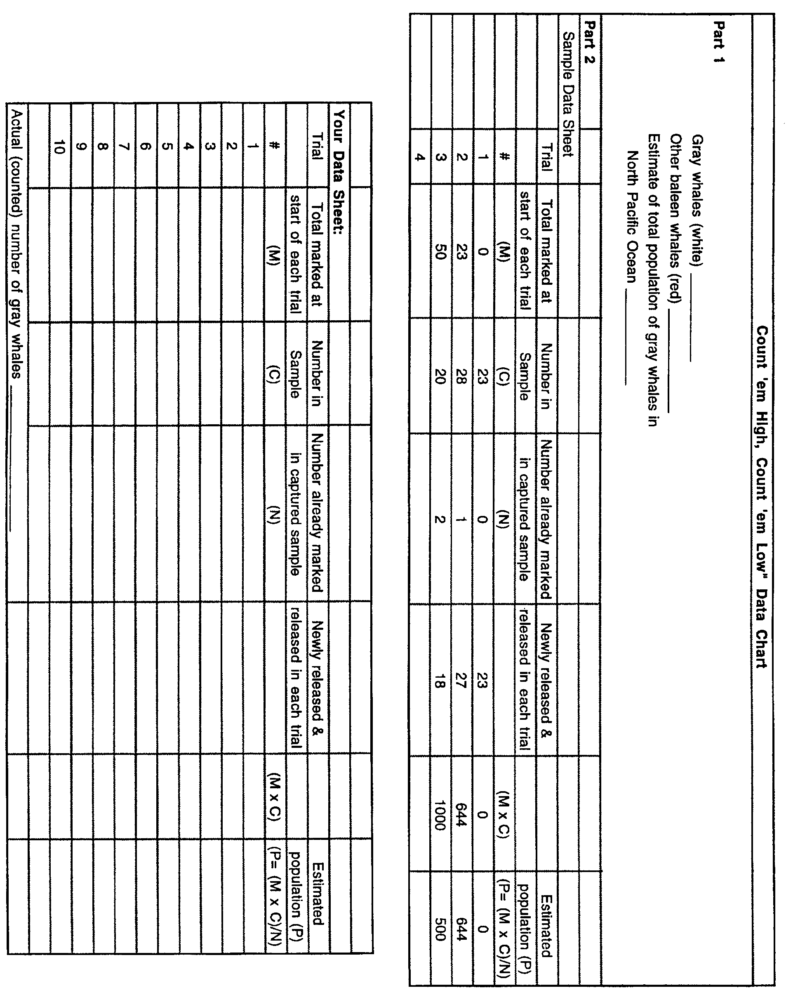 Count 'em High, Count 'em Low" Data Chart
Part 1
Gray whales (white)
Other baleen whales (red)
Estimate of total population of gray whales in
North Pacific Ocean
Part 2
Sample Data Sheet
Trial Total marked at Number in Number already marked Newly released & Estimated
start of each trial Sample in captured sample released in each trial population (P)
# (M) (C) (N) (M x C) (P= (M x C)/N)
1 0 23 0 23 0 0
2 23 28 1 27 644 644
3 50 20 2 18 1000 500
4
Your Data Sheet:
Trial Total marked at Number in Number already marked Newly released & Estimated
start of each trial Sample in captured sample released in each trial population (P)
# (M) (C) (N) (M x C) (P= (M x C)/N)
1
2
3
4
5
6
7
8
9
10
Actual (counted) number of gray whales